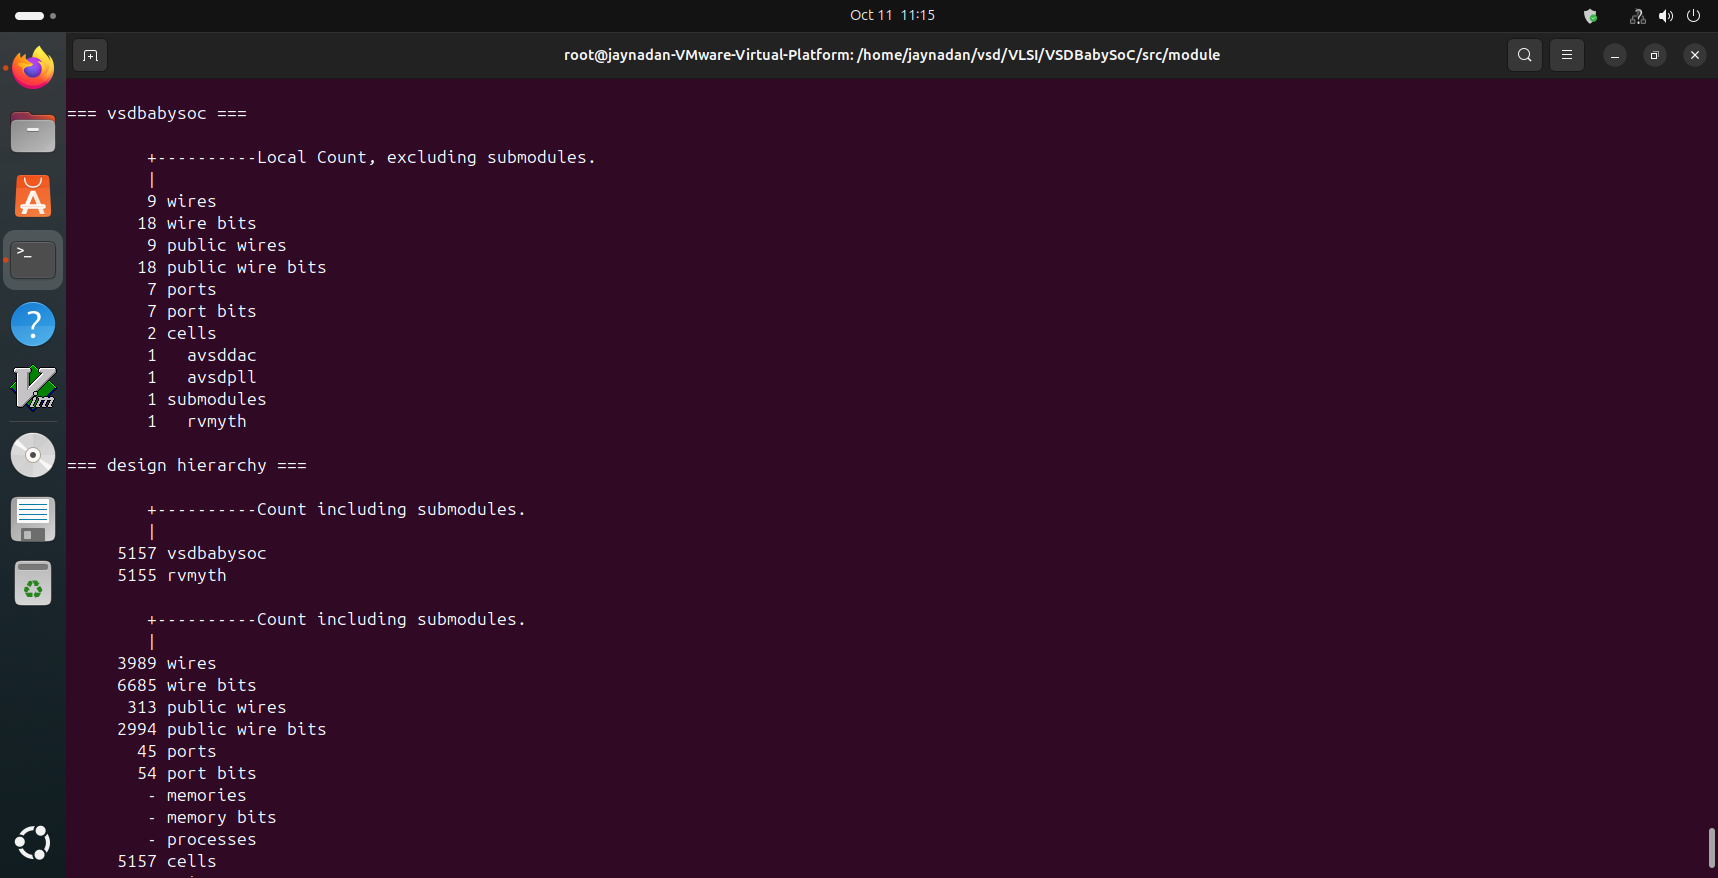 Oct 11 11:15
root@jaynadan-VMware-Virtual-Platform: /home/jaynadan/vsd/VLSI/VSDBabySoC/src/module
=== vsdbabysoc ===
+----------Local Count, excluding submodules.
|
9 wires
18 wire bits
9 public wires
18 public wire bits
7 ports
7 port bits
2 cells
1 avsddac
1 avsdpll
1 submodules
1 rvmyth
=== design hierarchy ===
+----------Count including submodules.
|
5157 vsdbabysoc
5155 rvmyth
+----------Count including submodules.
|
3989 wires
6685 wire bits
313 public wires
2994 public wire bits
45 ports
54 port bits
- memories
- memory bits
- processes
5157 cells